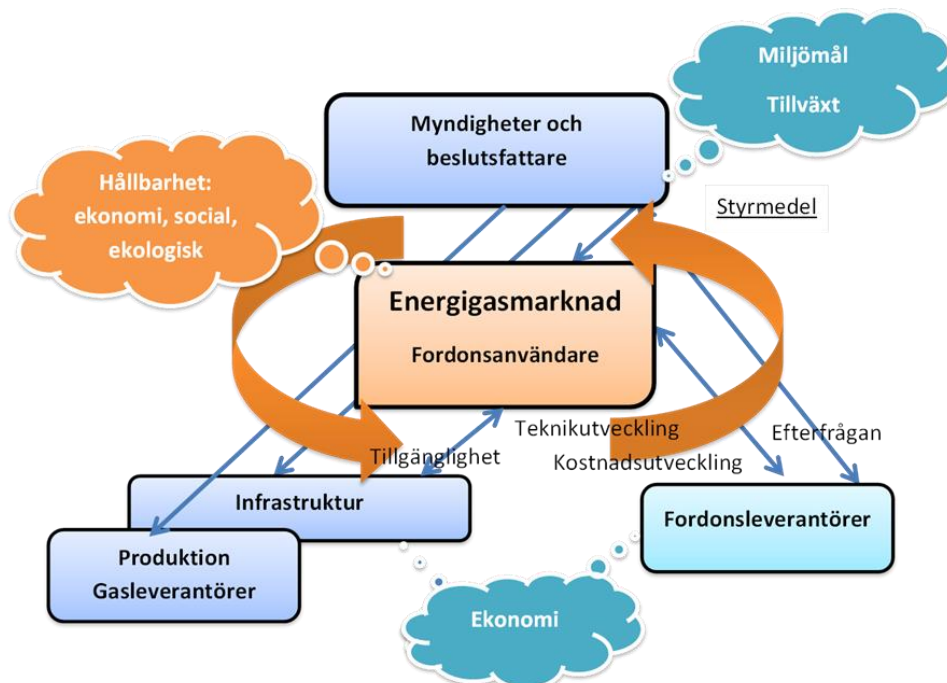 Miljömål
Tillväxt
Myndigheter och
beslutsfattare
Hållbarhet:
ekonomi, social,
ekologisk
Styrmedel
Energigasmarknad
Fordonsanvändare
Teknikutveckling
Efterfrågan
Tillgänglighet
Kostnadsutveckling
Infrastruktur
Fordonsleverantörer
Produktion
Gasleverantörer
Ekonomi